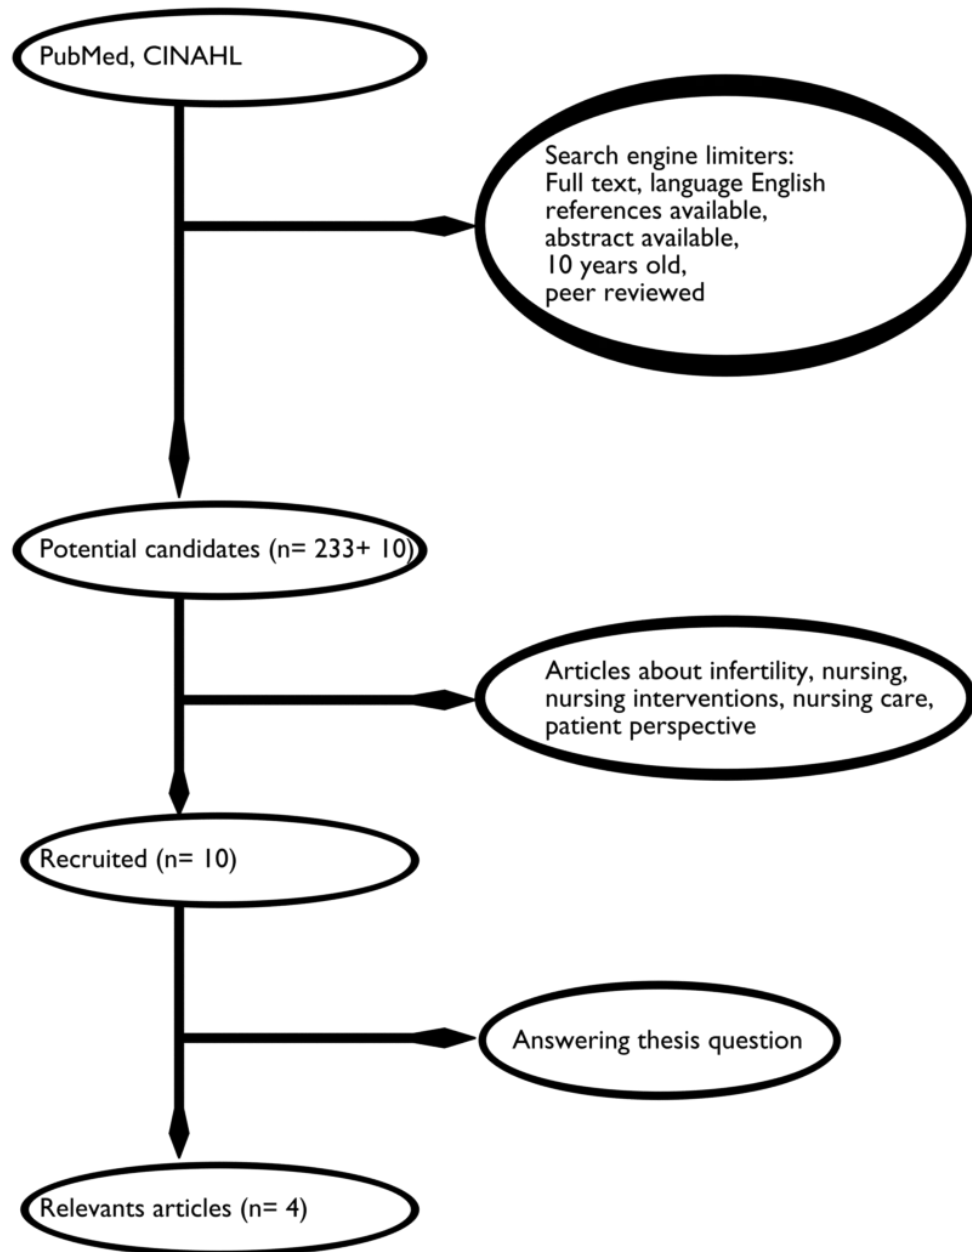 PubMed, CINAHL
Search engine limiters:
Full text, language English
references available,
abstract available,
10 years old,
peer reviewed
Potential candidates (n= 233+ 10)
Articles about infertility, nursing,
nursing interventions, nursing care,
patient perspective
Recruited (n= 10)
Answering thesis question
Relevants articles (n= 4)